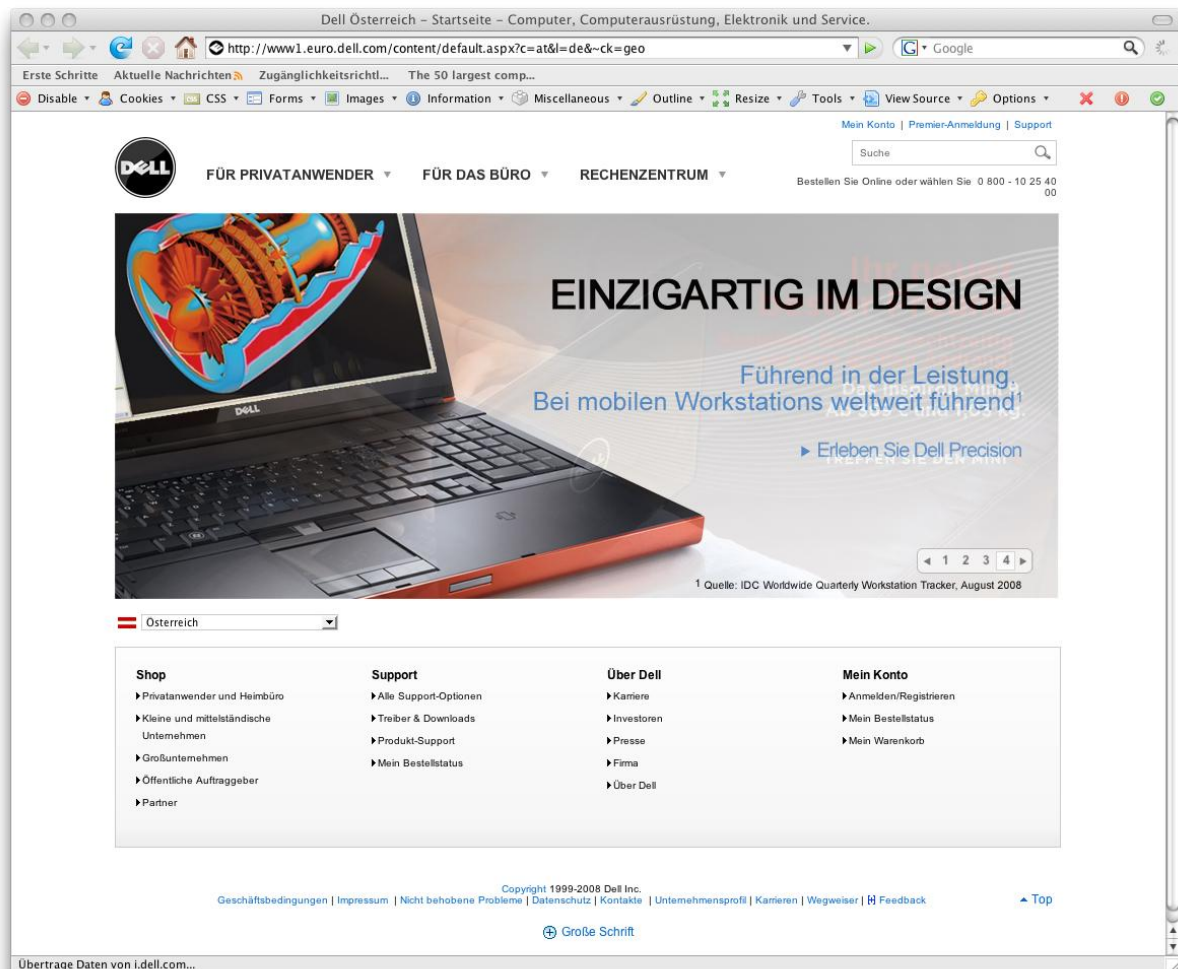 Dell Österreich – Startseite – Computer, Computerausrüstung, Elektronik und Service.
http://www1.euro.dell.com/content/default.aspx?c=at&l=de&~ck=geo
Google
Erste Schritte Aktuelle Nachrichten Zugänglichkeitsrichtl... The 50 largest comp...
Disable Cookies CSS Forms Images Information Miscellaneous Outline Resize Tools View Source Options
Mein Konto | Premier-Anmeldung | Support
DELL
FÜR PRIVATANWENDER FÜR DAS BÜRO RECHENZENTRUM
Suche
Bestellen Sie Online oder wählen Sie 0 800 - 10 25 40
00
EINZIGARTIG IM DESIGN
Führend in der Leistung,
Bei mobilen Workstations weltweit führend¹
Erleben Sie Dell Precision
DELL
1 2 3 4
1 Quelle: IDC Worldwide Quarterly Workstation Tracker, August 2008
Österreich
Shop
Privatanwender und Heimbüro
Kleine und mittelständische
Unternehmen
Großunternehmen
Öffentliche Auftraggeber
Partner
Support
Alle Support-Optionen
Treiber & Downloads
Produkt-Support
Mein Bestellstatus
Über Dell
Karriere
Investoren
Presse
Firma
Über Dell
Mein Konto
Anmelden/Registrieren
Mein Bestellstatus
Mein Warenkorb
Copyright 1999-2008 Dell Inc.
Geschäftsbedingungen | Impressum | Nicht behobene Probleme | Datenschutz | Kontakte | Unternehmensprofil | Karrieren | Wegweiser | [+] Feedback
Top
Große Schrift
Übertrage Daten von i.dell.com...